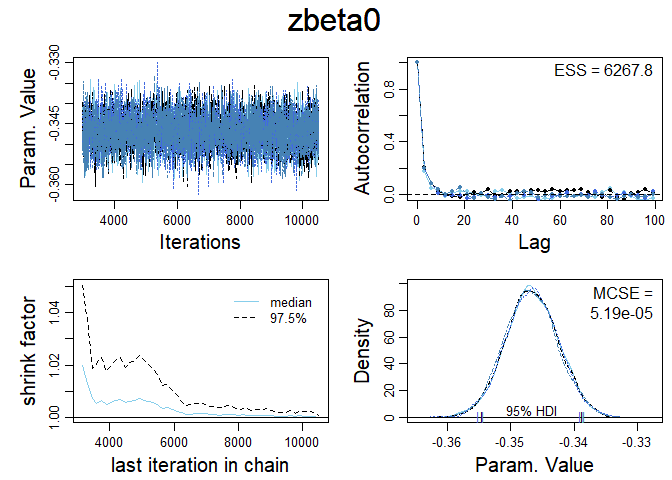 zbeta0
Param. Value
-0.360
-0.345
-0.330
4000
6000
8000
10000
Iterations
Autocorrelation
0.0
0.4
0.8
ESS = 6267.8
0
20
40
60
80
100
Lag
shrink factor
1.00
1.02
1.04
median
97.5%
4000
6000
8000
10000
last iteration in chain
Density
0
20
40
60
80
MCSE =
5.19e-05
95% HDI
-0.36
-0.35
-0.34
-0.33
Param. Value